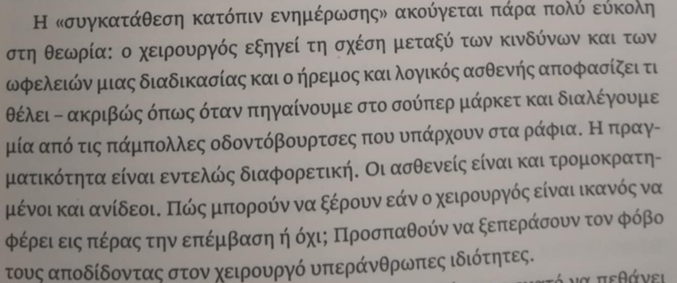 Η «συγκατάθεση κατόπιν ενημέρωσης» ακούγεται πάρα πολύ εύκολη
στη θεωρία: ο χειρουργός εξηγεί τη σχέση μεταξύ των κινδύνων και των
ωφελειών μιας διαδικασίας και ο ήρεμος και λογικός ασθενής αποφασίζει τι
θέλει – ακριβώς όπως όταν πηγαίνουμε στο σούπερ μάρκετ και διαλέγουμε
μία από τις πάμπολλες οδοντόβουρτσες που υπάρχουν στα ράφια. Η πραγ-
ματικότητα είναι εντελώς διαφορετική. Οι ασθενείς είναι και τρομοκρατη-
μένοι και ανίδεοι. Πώς μπορούν να ξέρουν εάν ο χειρουργός είναι ικανός να
φέρει εις πέρας την επέμβαση ή όχι; Προσπαθούν να ξεπεράσουν τον φόβο
τους αποδίδοντας στον χειρουργό υπεράνθρωπες ιδιότητες.
να πεθάνει